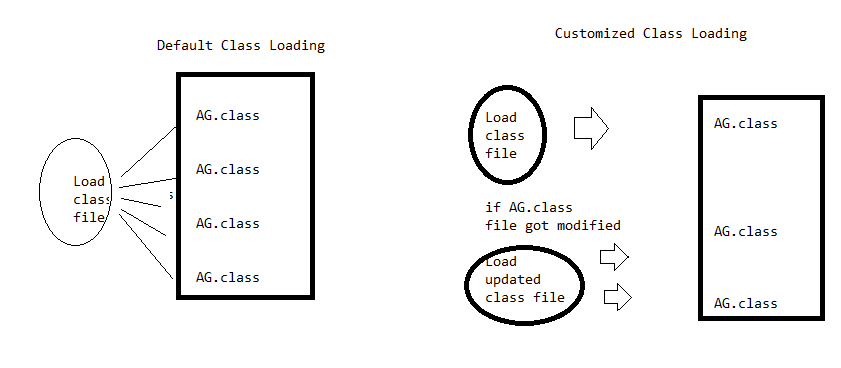 Default Class Loading
Load
class
file
AG.class
AG.class
s
AG.class
AG.class
Customized Class Loading
Load
class
file
if AG.class
file got modified
Load
updated
class file
AG.class
AG.class
AG.class